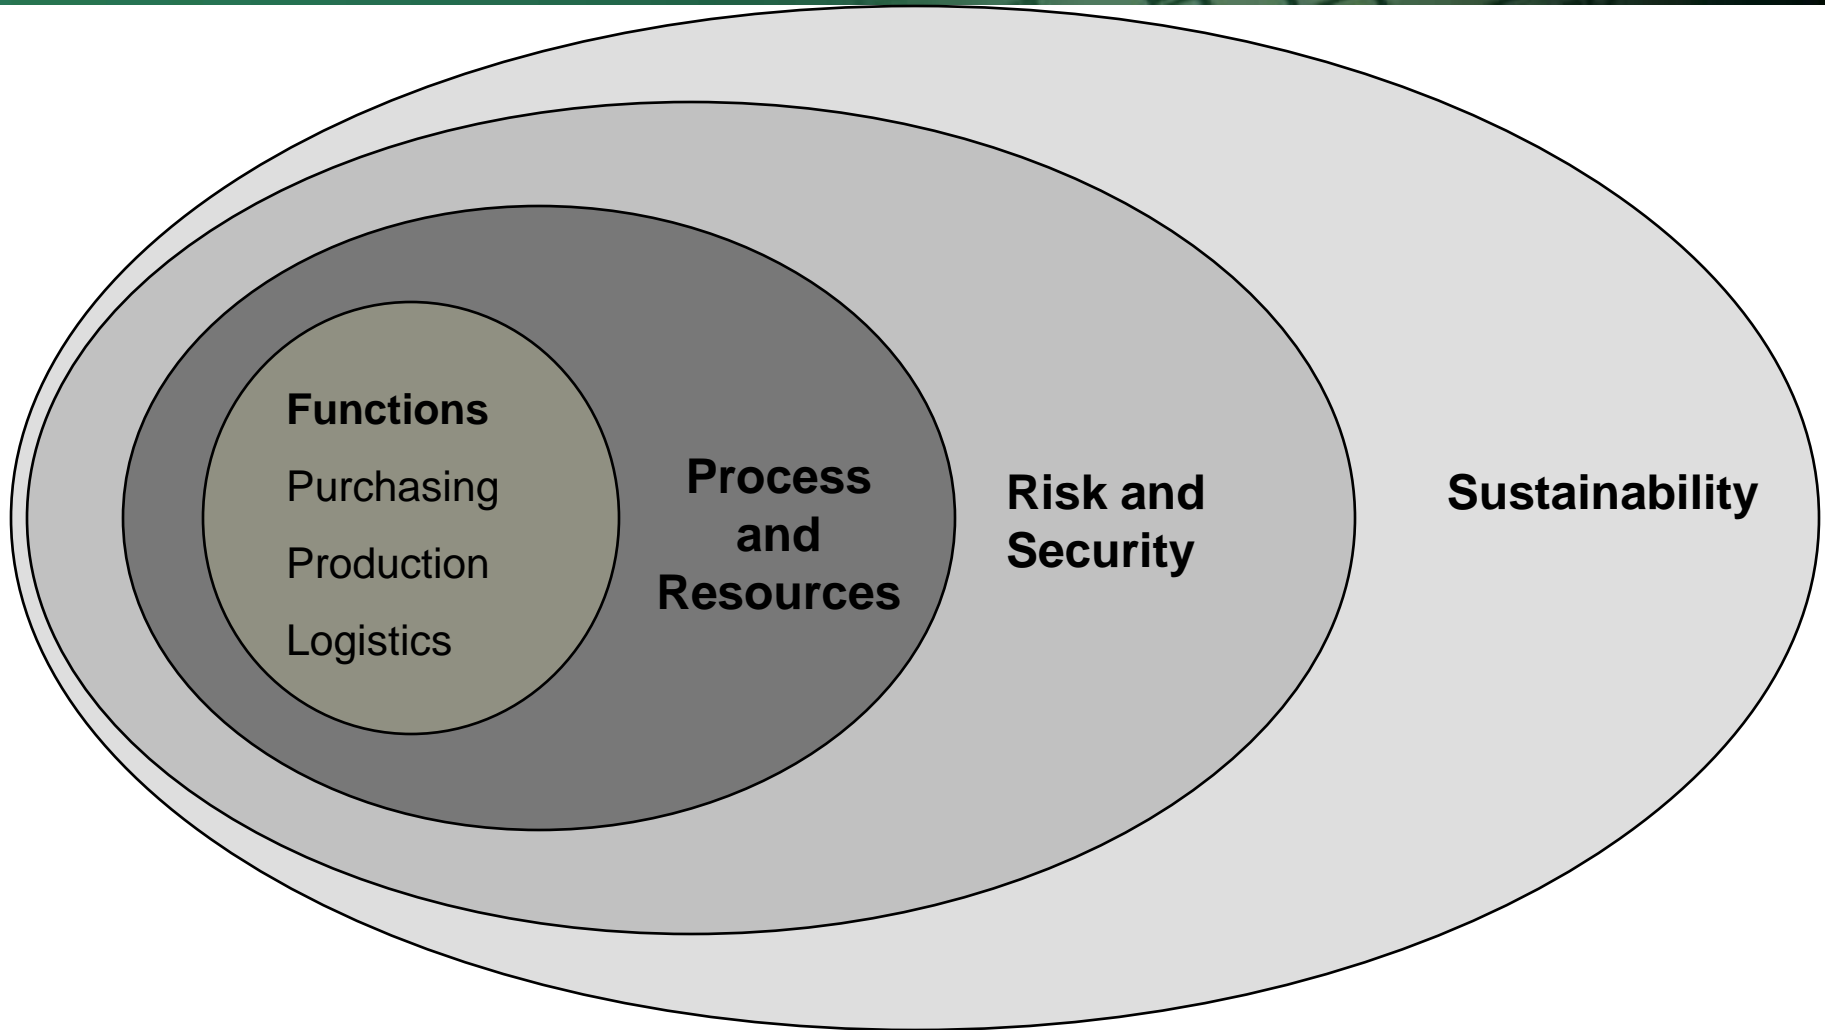 Functions
Purchasing
Production
Logistics
Process
and
Resources
Risk and
Security
Sustainability